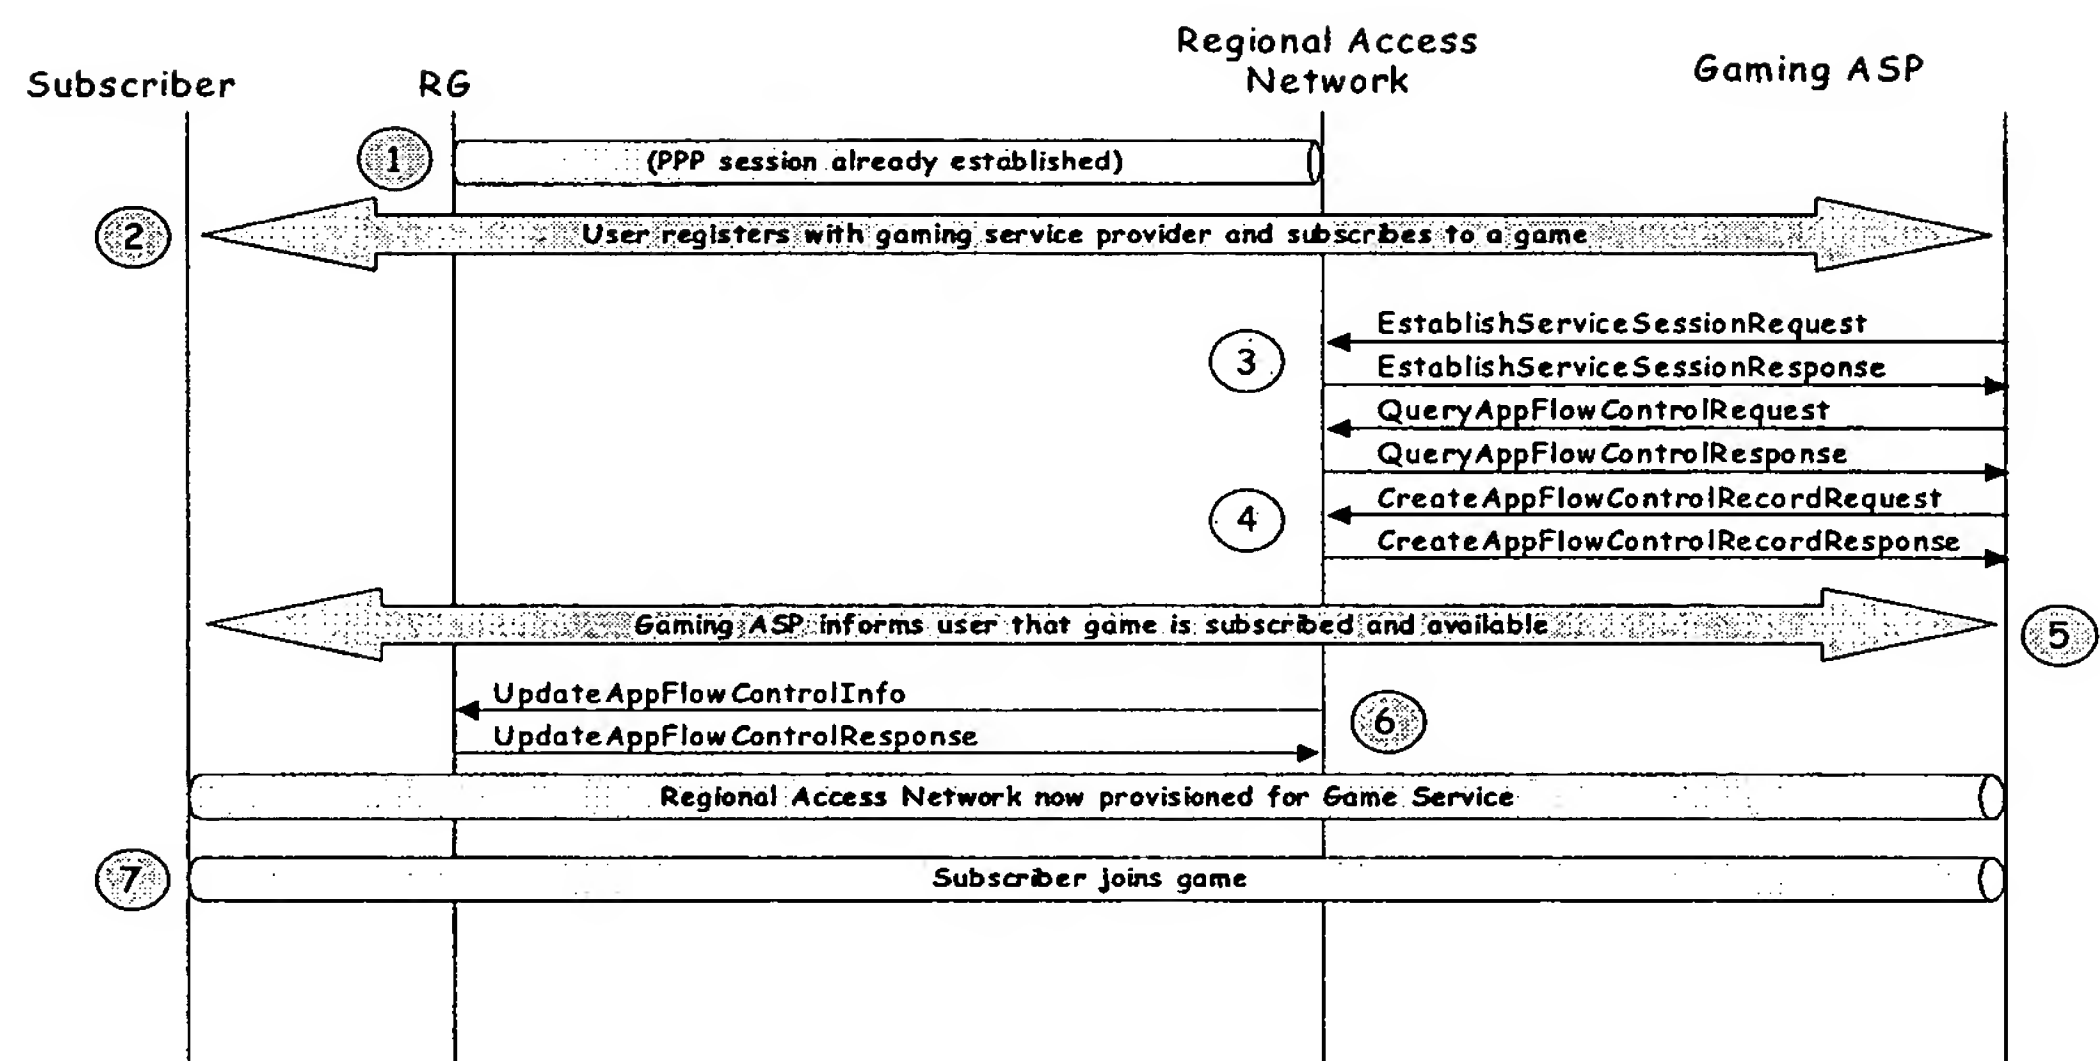 Regional Access
Network
Subscriber
RG
Gaming ASP
1
(PPP session already established)
2
User registers with gaming service provider and subscribes to a game
EstablishServiceSessionRequest
3
EstablishServiceSessionResponse
QueryAppFlowControlRequest
QueryAppFlowControlResponse
4
CreateAppFlowControlRecordRequest
CreateAppFlowControlRecordResponse
Gaming ASP informs user that game is subscribed and available
5
UpdateAppFlowControlInfo
6
UpdateAppFlowControlResponse
Regional Access Network now provisioned for Game Service
7
Subscriber joins game